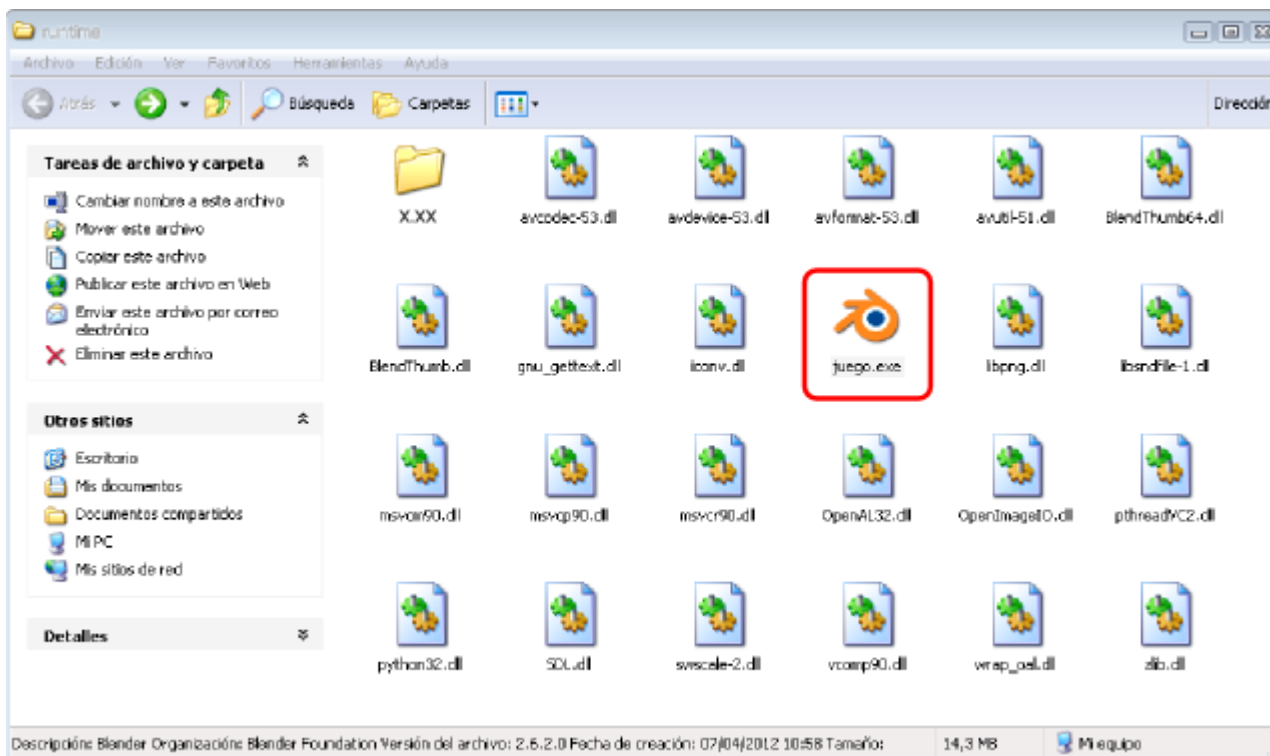 runtime
Archivo Edición Ver Favoritos Herramientas Ayuda
Atrás Búsqueda Carpetas Dirección
Tareas de archivo y carpeta
Cambiar nombre a este archivo
Mover este archivo
Copiar este archivo
Publicar este archivo en Web
Enviar este archivo por correo
electrónico
Eliminar este archivo
Otros sitios
Escritorio
Mis documentos
Documentos compartidos
Mi PC
Mis sitios de red
Detalles
X.XX avcodec-53.dll avdevice-53.dll avformat-53.dll avutil-51.dll BlendThumb64.dll
BlendThumb.dll gnu_gettext.dll iconv.dll juego.exe libpng.dll libsndfile-1.dll
msvcm90.dll msvcp90.dll msvcr90.dll OpenAL32.dll OpenImageIO.dll pthreadVC2.dll
python32.dll SDL.dll swscale-2.dll vcomp90.dll wrap_oal.dll zlib.dll
Descripción: Blender Organización: Blender Foundation Versión del archivo: 2.6.2.0 Fecha de creación: 07/04/2012 10:58 Tamaño: 14,3 MB Mi equipo